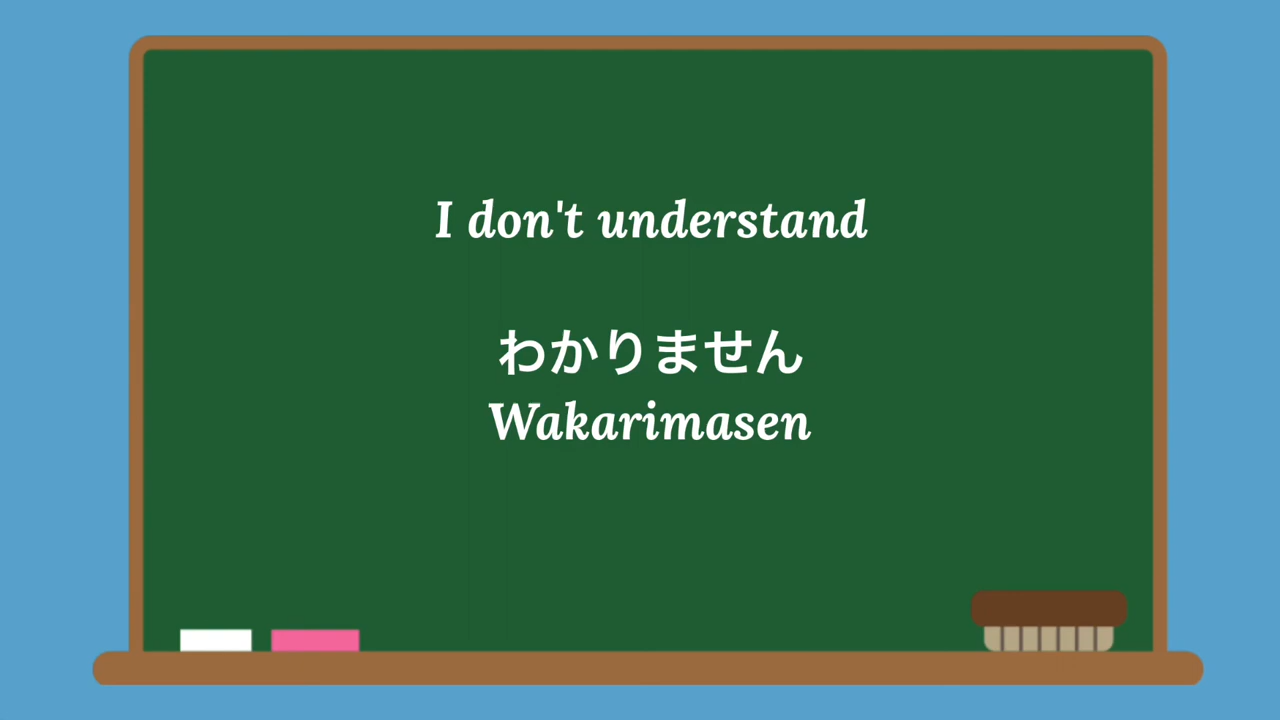 I don't understand
わかりません
Wakarimasen